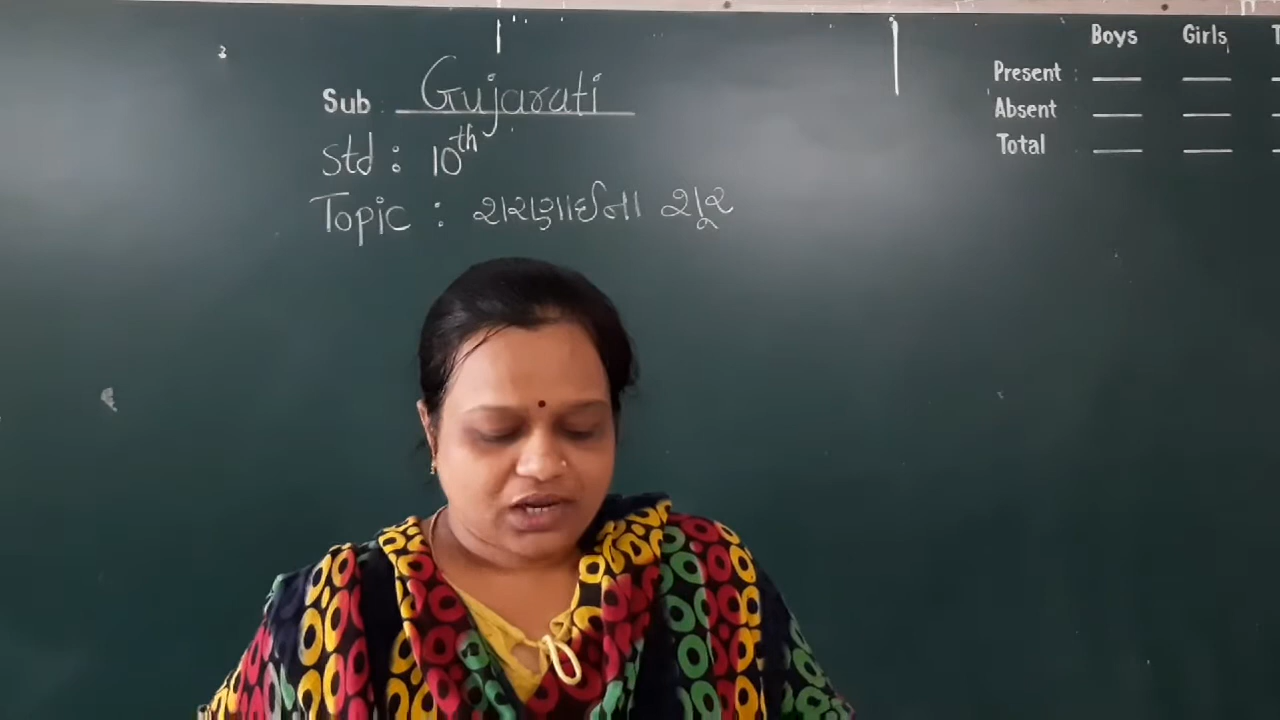 Sub : Gujarati
Std : 10th
Topic : શરણાઈના શૂર
Boys Girls
Present :
Absent
Total